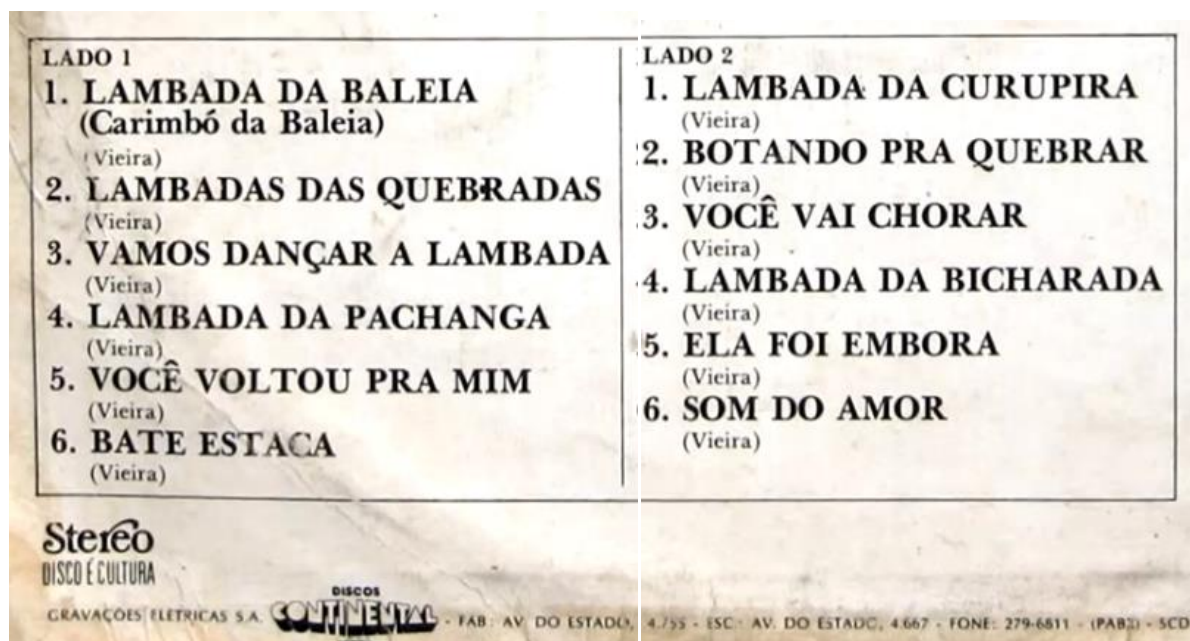 LADO 1
1. LAMBADA DA BALEIA
(Carimbó da Baleia)
(Vieira)
2. LAMBADAS DAS QUEBRADAS
(Vieira)
3. VAMOS DANÇAR A LAMBADA
(Vieira)
4. LAMBADA DA PACHANGA
(Vieira)
5. VOCÊ VOLTOU PRA MIM
(Vieira)
6. BATE ESTACA
(Vieira)
LADO 2
1. LAMBADA DA CURUPIRA
(Vieira)
2. BOTANDO PRA QUEBRAR
(Vieira)
3. VOCÊ VAI CHORAR
(Vieira)
4. LAMBADA DA BICHARADA
(Vieira)
5. ELA FOI EMBORA
(Vieira)
6. SOM DO AMOR
(Vieira)
Stereo
DISCO É CULTURA
GRAVAÇÕES ELETRICAS S.A. DISCOS CONTINENTAL - FAB: AV. DO ESTADO, 4.755 - ESC: AV. DO ESTADO, 4.667 - FONE: 279-6811 - (PABX) - SCD